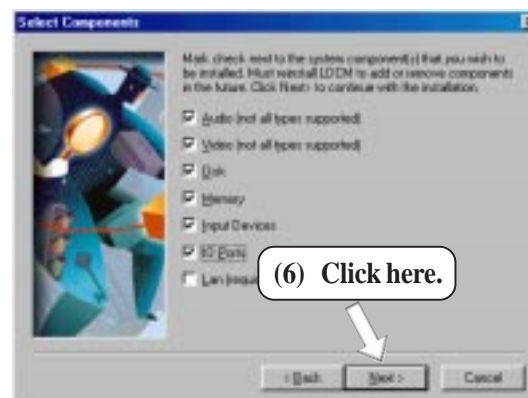 Select Components
Mark check next to the system component(s) that you wish to
be installed. Must reinstall LDCM to add or remove components
in the future. Click Next> to continue with the installation.
Audio (not all types supported)
Video (not all types supported)
Disk
Memory
Input Devices
IO Ports
Lan
(6) Click here.
< Back
Next >
Cancel